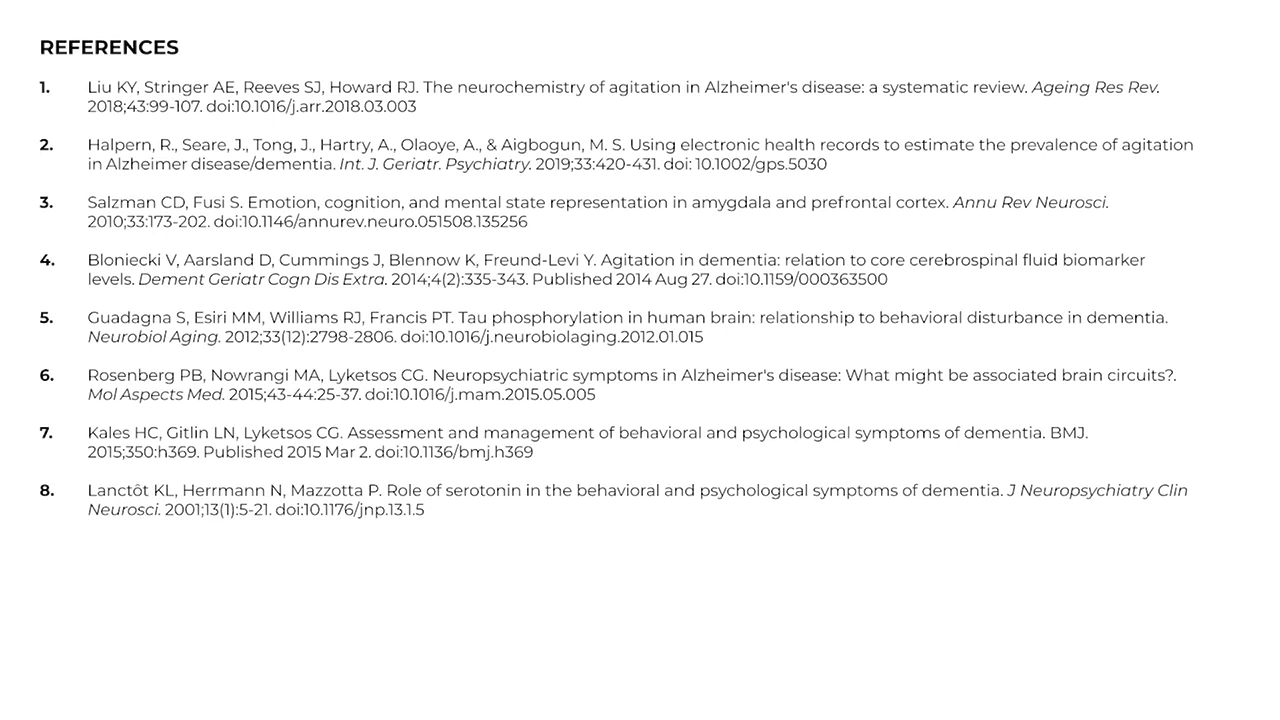 REFERENCES
1. Liu KY, Stringer AE, Reeves SJ, Howard RJ. The neurochemistry of agitation in Alzheimer's disease: a systematic review. Ageing Res Rev.
2018;43:99-107. doi:10.1016/j.arr.2018.03.003
2. Halpern, R., Seare, J., Tong, J., Hartry, A., Olaoye, A., & Aigbogun, M. S. Using electronic health records to estimate the prevalence of agitation
in Alzheimer disease/dementia. Int. J. Geriatr. Psychiatry. 2019;33:420-431. doi: 10.1002/gps.5030
3. Salzman CD, Fusi S. Emotion, cognition, and mental state representation in amygdala and prefrontal cortex. Annu Rev Neurosci.
2010;33:173-202. doi:10.1146/annurev.neuro.051508.135256
4. Bloniecki V, Aarsland D, Cummings J, Blennow K, Freund-Levi Y. Agitation in dementia: relation to core cerebrospinal fluid biomarker
levels. Dement Geriatr Cogn Dis Extra. 2014;4(2):335-343. Published 2014 Aug 27. doi:10.1159/000363500
5. Guadagna S, Esiri MM, Williams RJ, Francis PT. Tau phosphorylation in human brain: relationship to behavioral disturbance in dementia.
Neurobiol Aging. 2012;33(12):2798-2806. doi:10.1016/j.neurobiolaging.2012.01.015
6. Rosenberg PB, Nowrangi MA, Lyketsos CG. Neuropsychiatric symptoms in Alzheimer's disease: What might be associated brain circuits?.
Mol Aspects Med. 2015;43-44:25-37. doi:10.1016/j.mam.2015.05.005
7. Kales HC, Gitlin LN, Lyketsos CG. Assessment and management of behavioral and psychological symptoms of dementia. BMJ.
2015;350:h369. Published 2015 Mar 2. doi:10.1136/bmj.h369
8. Lanctôt KL, Herrmann N, Mazzotta P. Role of serotonin in the behavioral and psychological symptoms of dementia. J Neuropsychiatry Clin
Neurosci. 2001;13(1):5-21. doi:10.1176/jnp.13.1.5